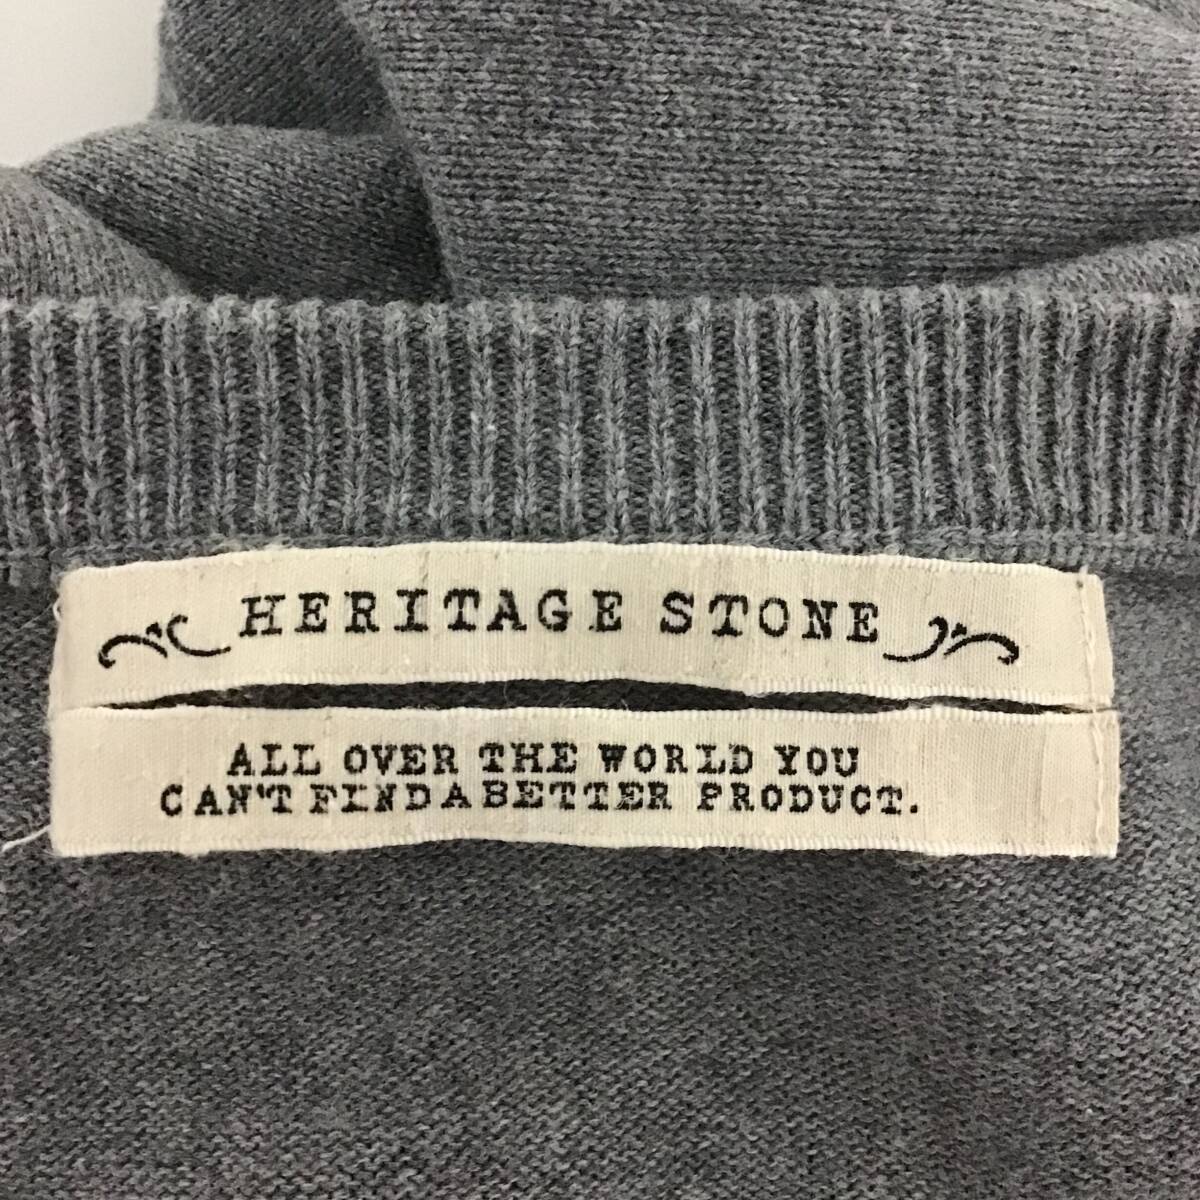 HERITAGE STONE
ALL OVER THE WORLD YOU
CAN'T FIND A BETTER PRODUCT.